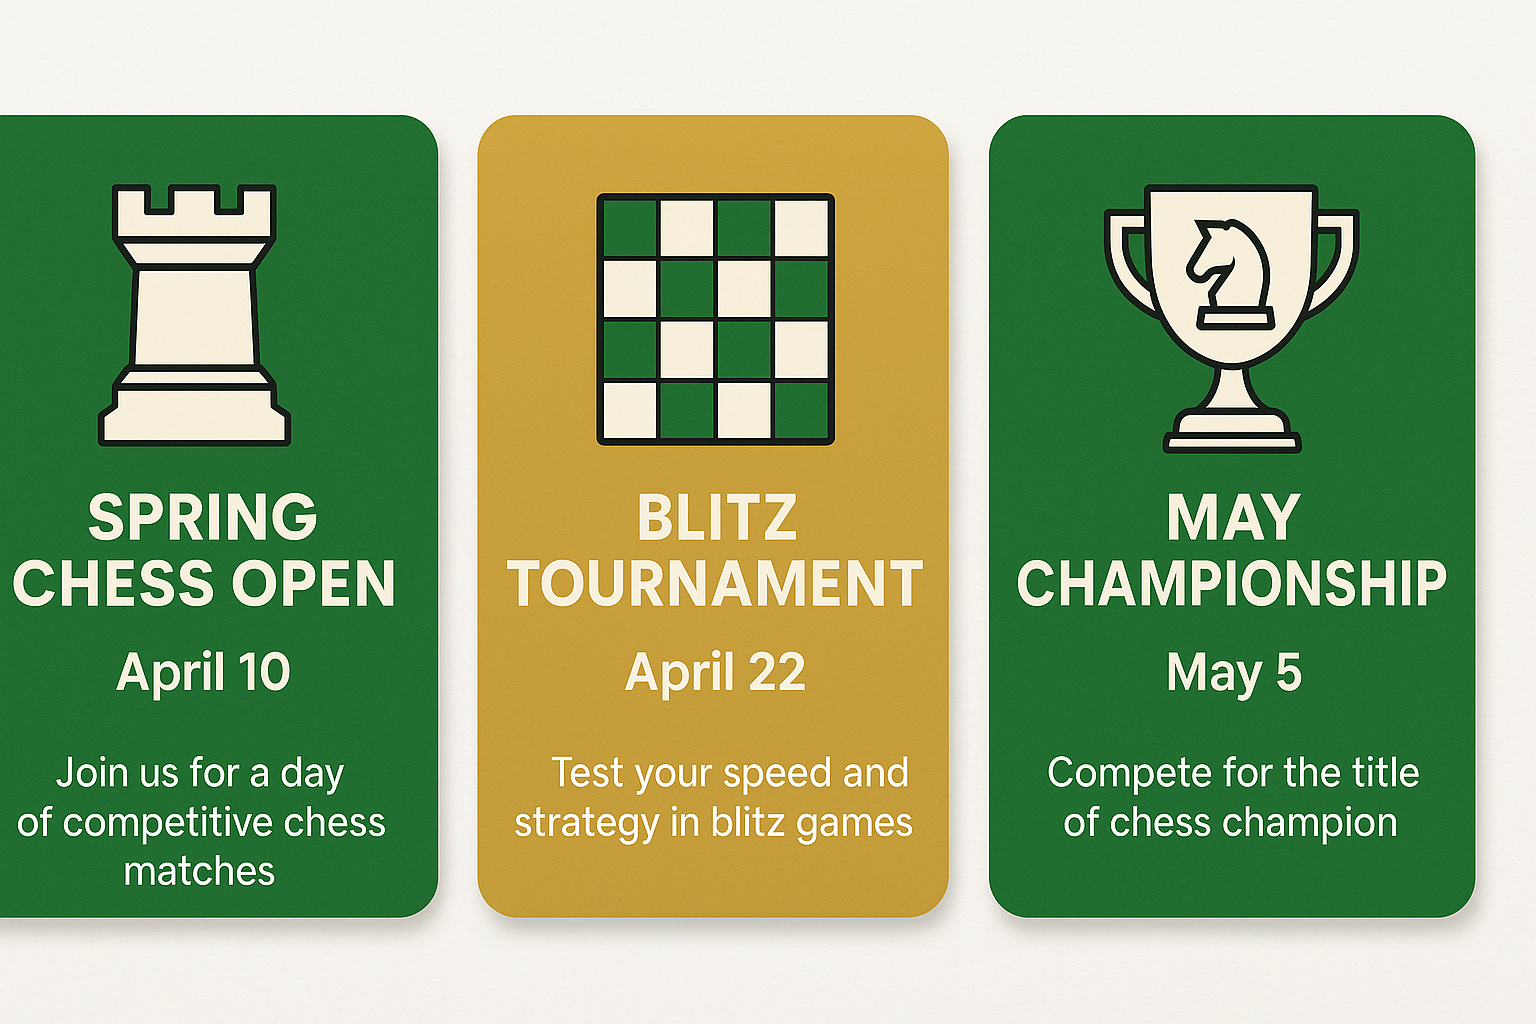 SPRING
CHESS OPEN
April 10
Join us for a day
of competitive chess
matches
BLITZ
TOURNAMENT
April 22
Test your speed and
strategy in blitz games
MAY
CHAMPIONSHIP
May 5
Compete for the title
of chess champion